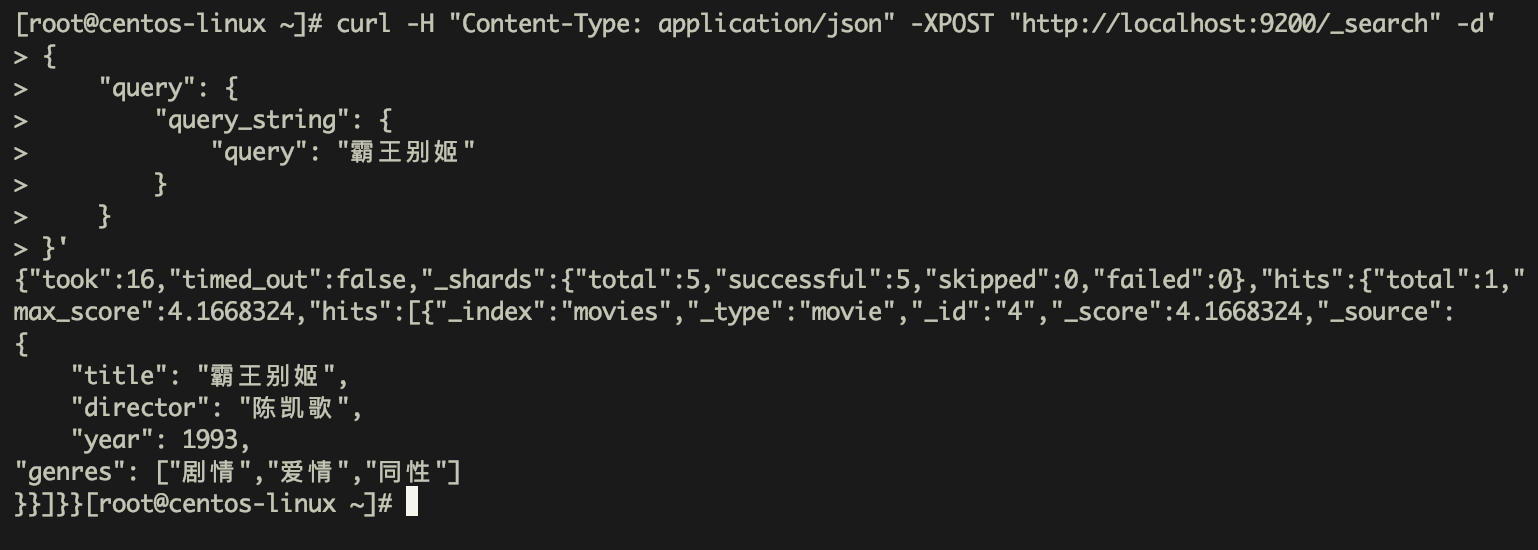 [root@centos-linux ~]# curl -H "Content-Type: application/json" -XPOST "http://localhost:9200/_search" -d'
> {
>     "query": {
>         "query_string": {
>             "query": "霸王别姬"
>         }
>     }
> }'
{"took":16,"timed_out":false,"_shards":{"total":5,"successful":5,"skipped":0,"failed":0},"hits":{"total":1,"
max_score":4.1668324,"hits":[{"_index":"movies","_type":"movie","_id":"4","_score":4.1668324,"_source":
{
    "title": "霸王别姬",
    "director": "陈凯歌",
    "year": 1993,
"genres": ["剧情","爱情","同性"]
}}]}}[root@centos-linux ~]#